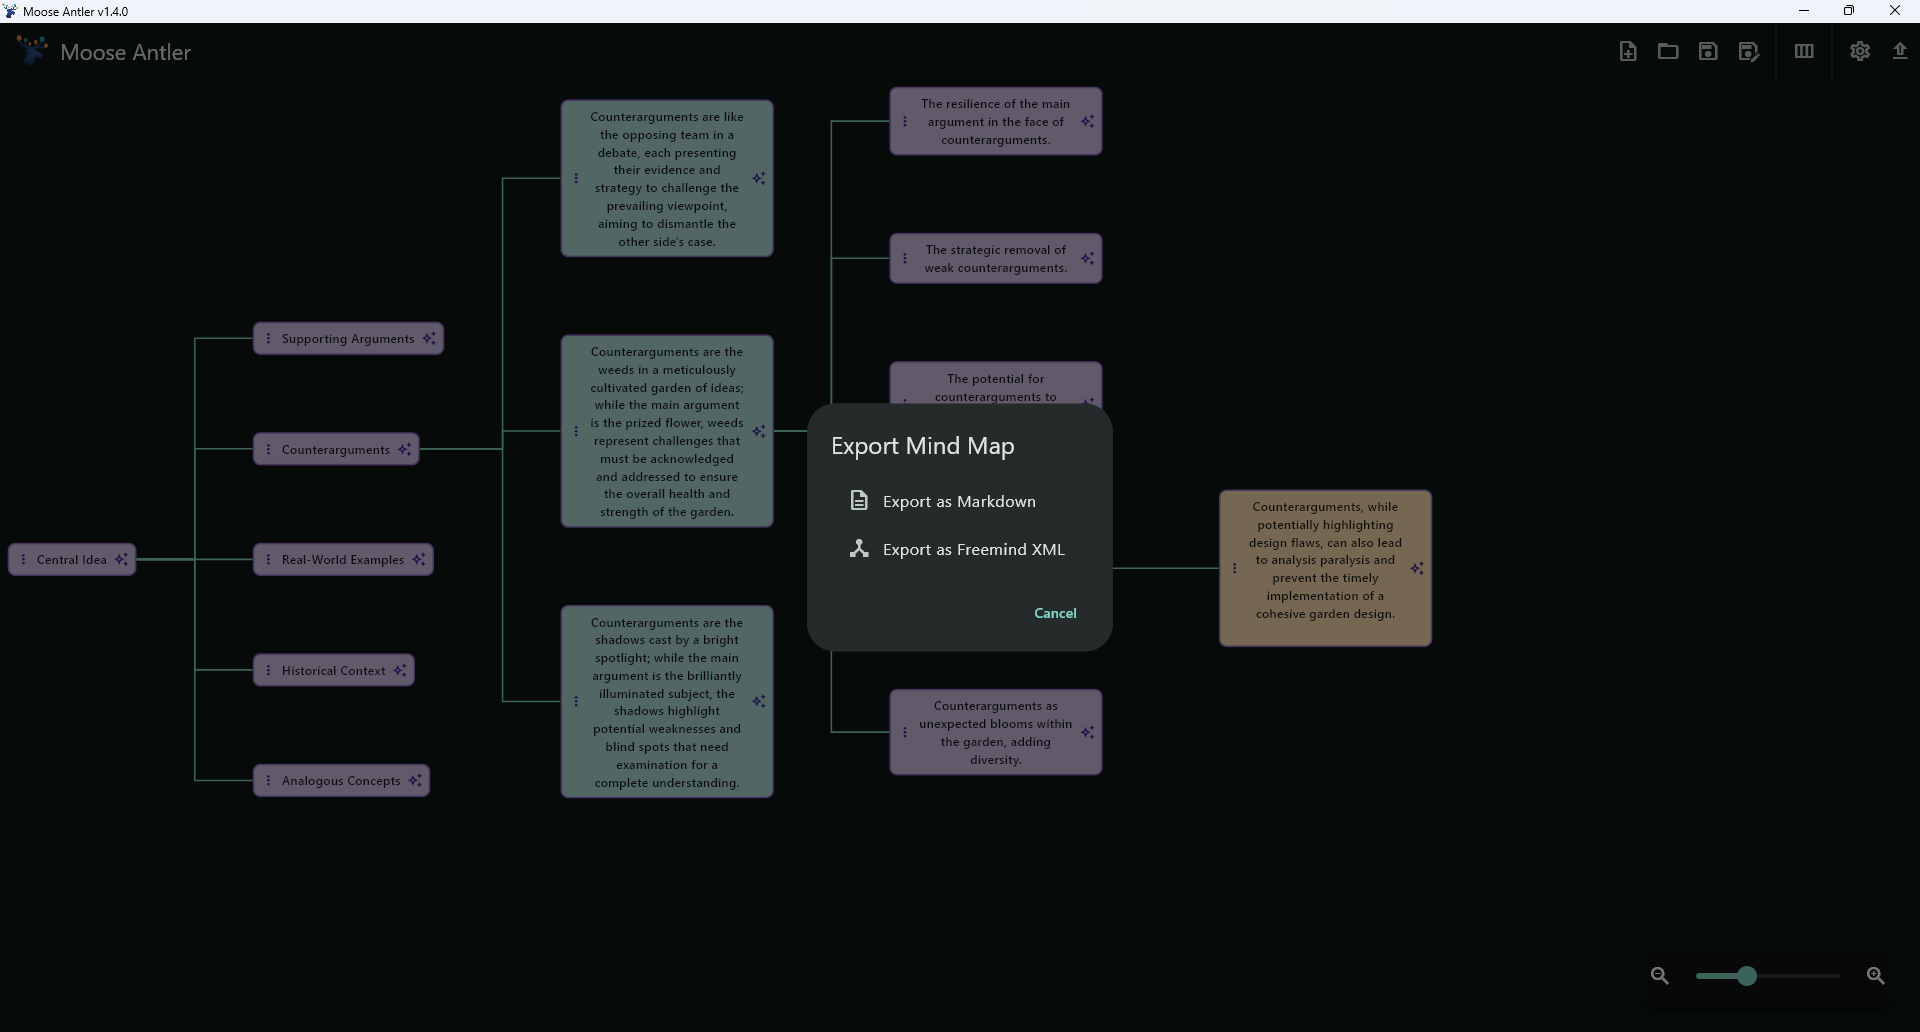 Moose Antler v1.4.0
Moose Antler
Central Idea
Supporting Arguments
Counterarguments
Real-World Examples
Historical Context
Analogous Concepts
Counterarguments are like
the opposing team in a
debate, each presenting
their evidence and
strategy to challenge the
prevailing viewpoint,
aiming to dismantle the
other side's case.
Counterarguments are the
weeds in a meticulously
cultivated garden of ideas;
while the main argument
is the prized flower, weeds
represent challenges that
must be acknowledged
and addressed to ensure
the overall health and
strength of the garden.
Counterarguments are the
shadows cast by a bright
spotlight; while the main
argument is the brilliantly
illuminated subject, the
shadows highlight
potential weaknesses and
blind spots that need
examination for a
complete understanding.
The resilience of the main
argument in the face of
counterarguments.
The strategic removal of
weak counterarguments.
The potential for
counterarguments to
Counterarguments as
unexpected blooms within
the garden, adding
diversity.
Counterarguments, while
potentially highlighting
design flaws, can also lead
to analysis paralysis and
prevent the timely
implementation of a
cohesive garden design.
Export Mind Map
Export as Markdown
Export as Freemind XML
Cancel